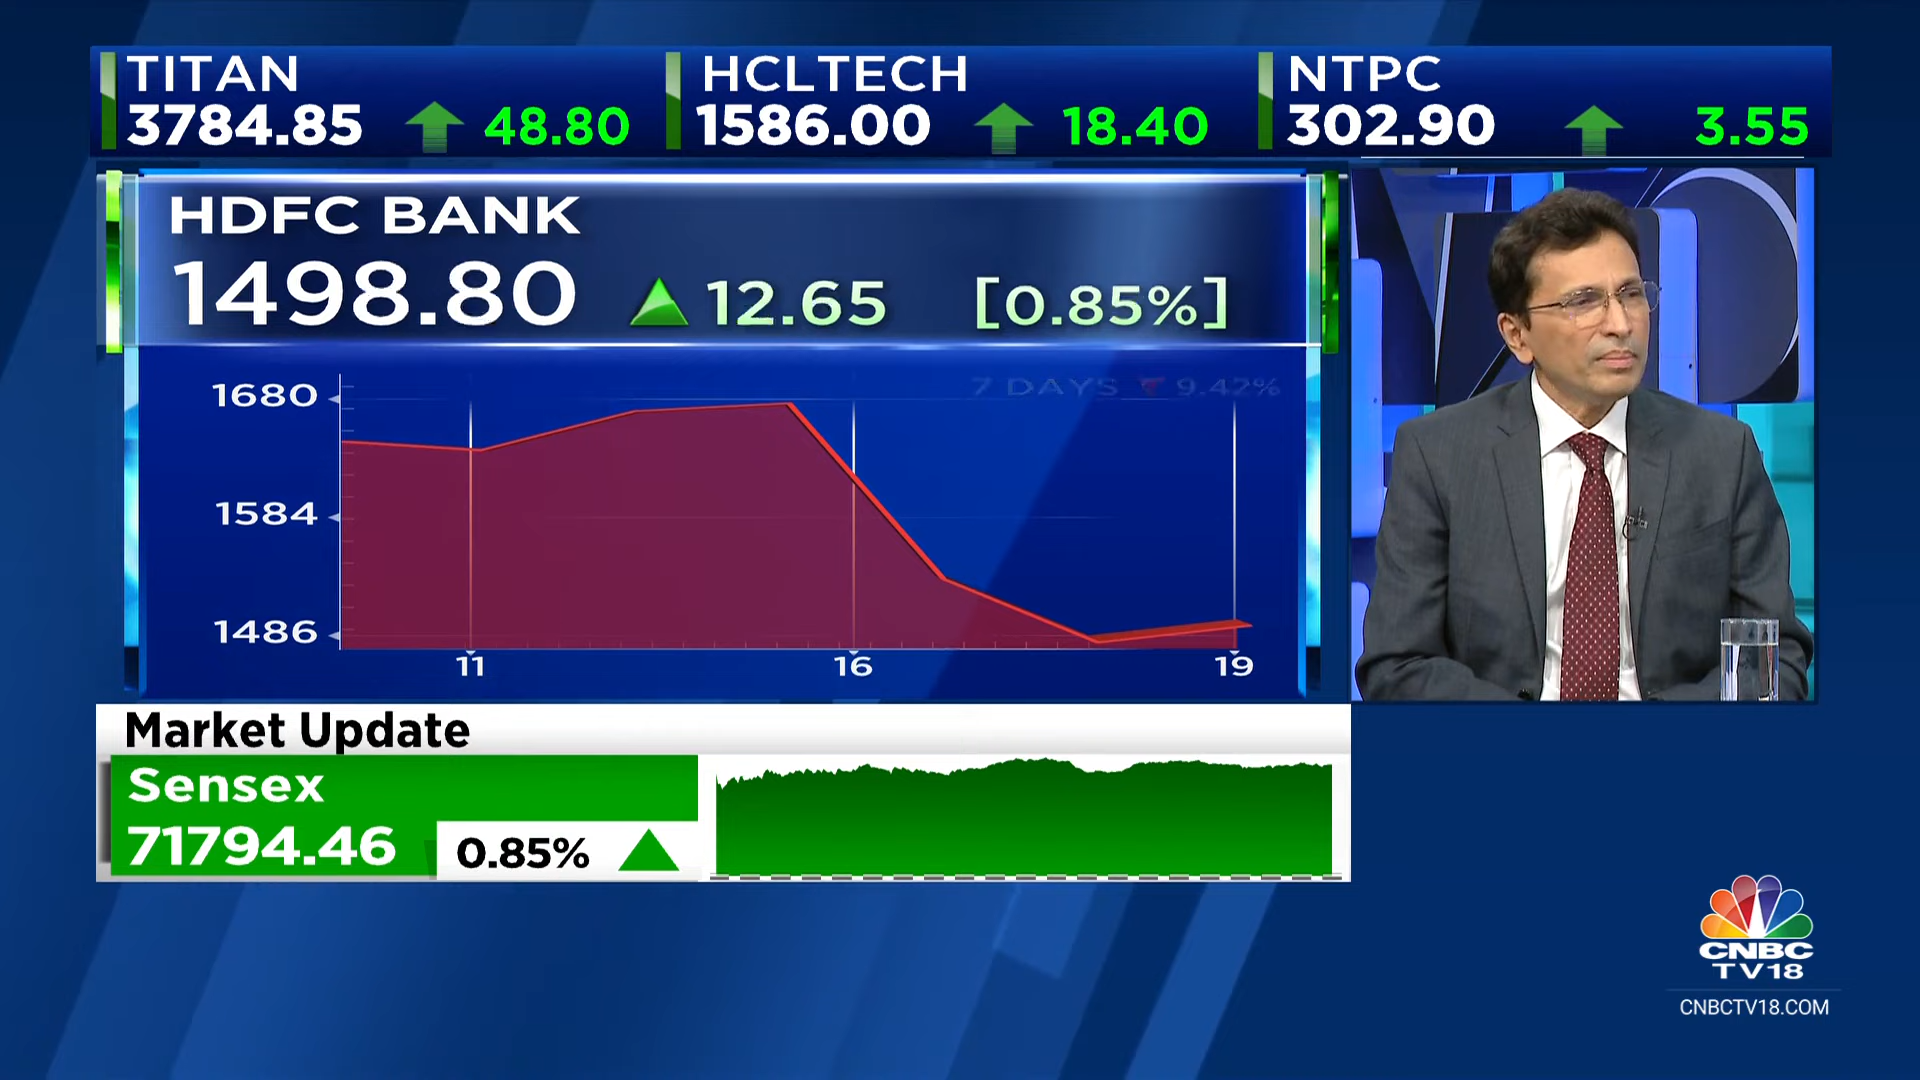 TITAN
3784.85 48.80
HCLTECH
1586.00 18.40
NTPC
302.90 3.55
HDFC BANK
1498.80 12.65 [0.85%]
7 DAYS 9.42%
1680
1584
1486
11 16 19
Market Update
Sensex
71794.46 0.85%
CNBC
TV18
CNBCTV18.COM